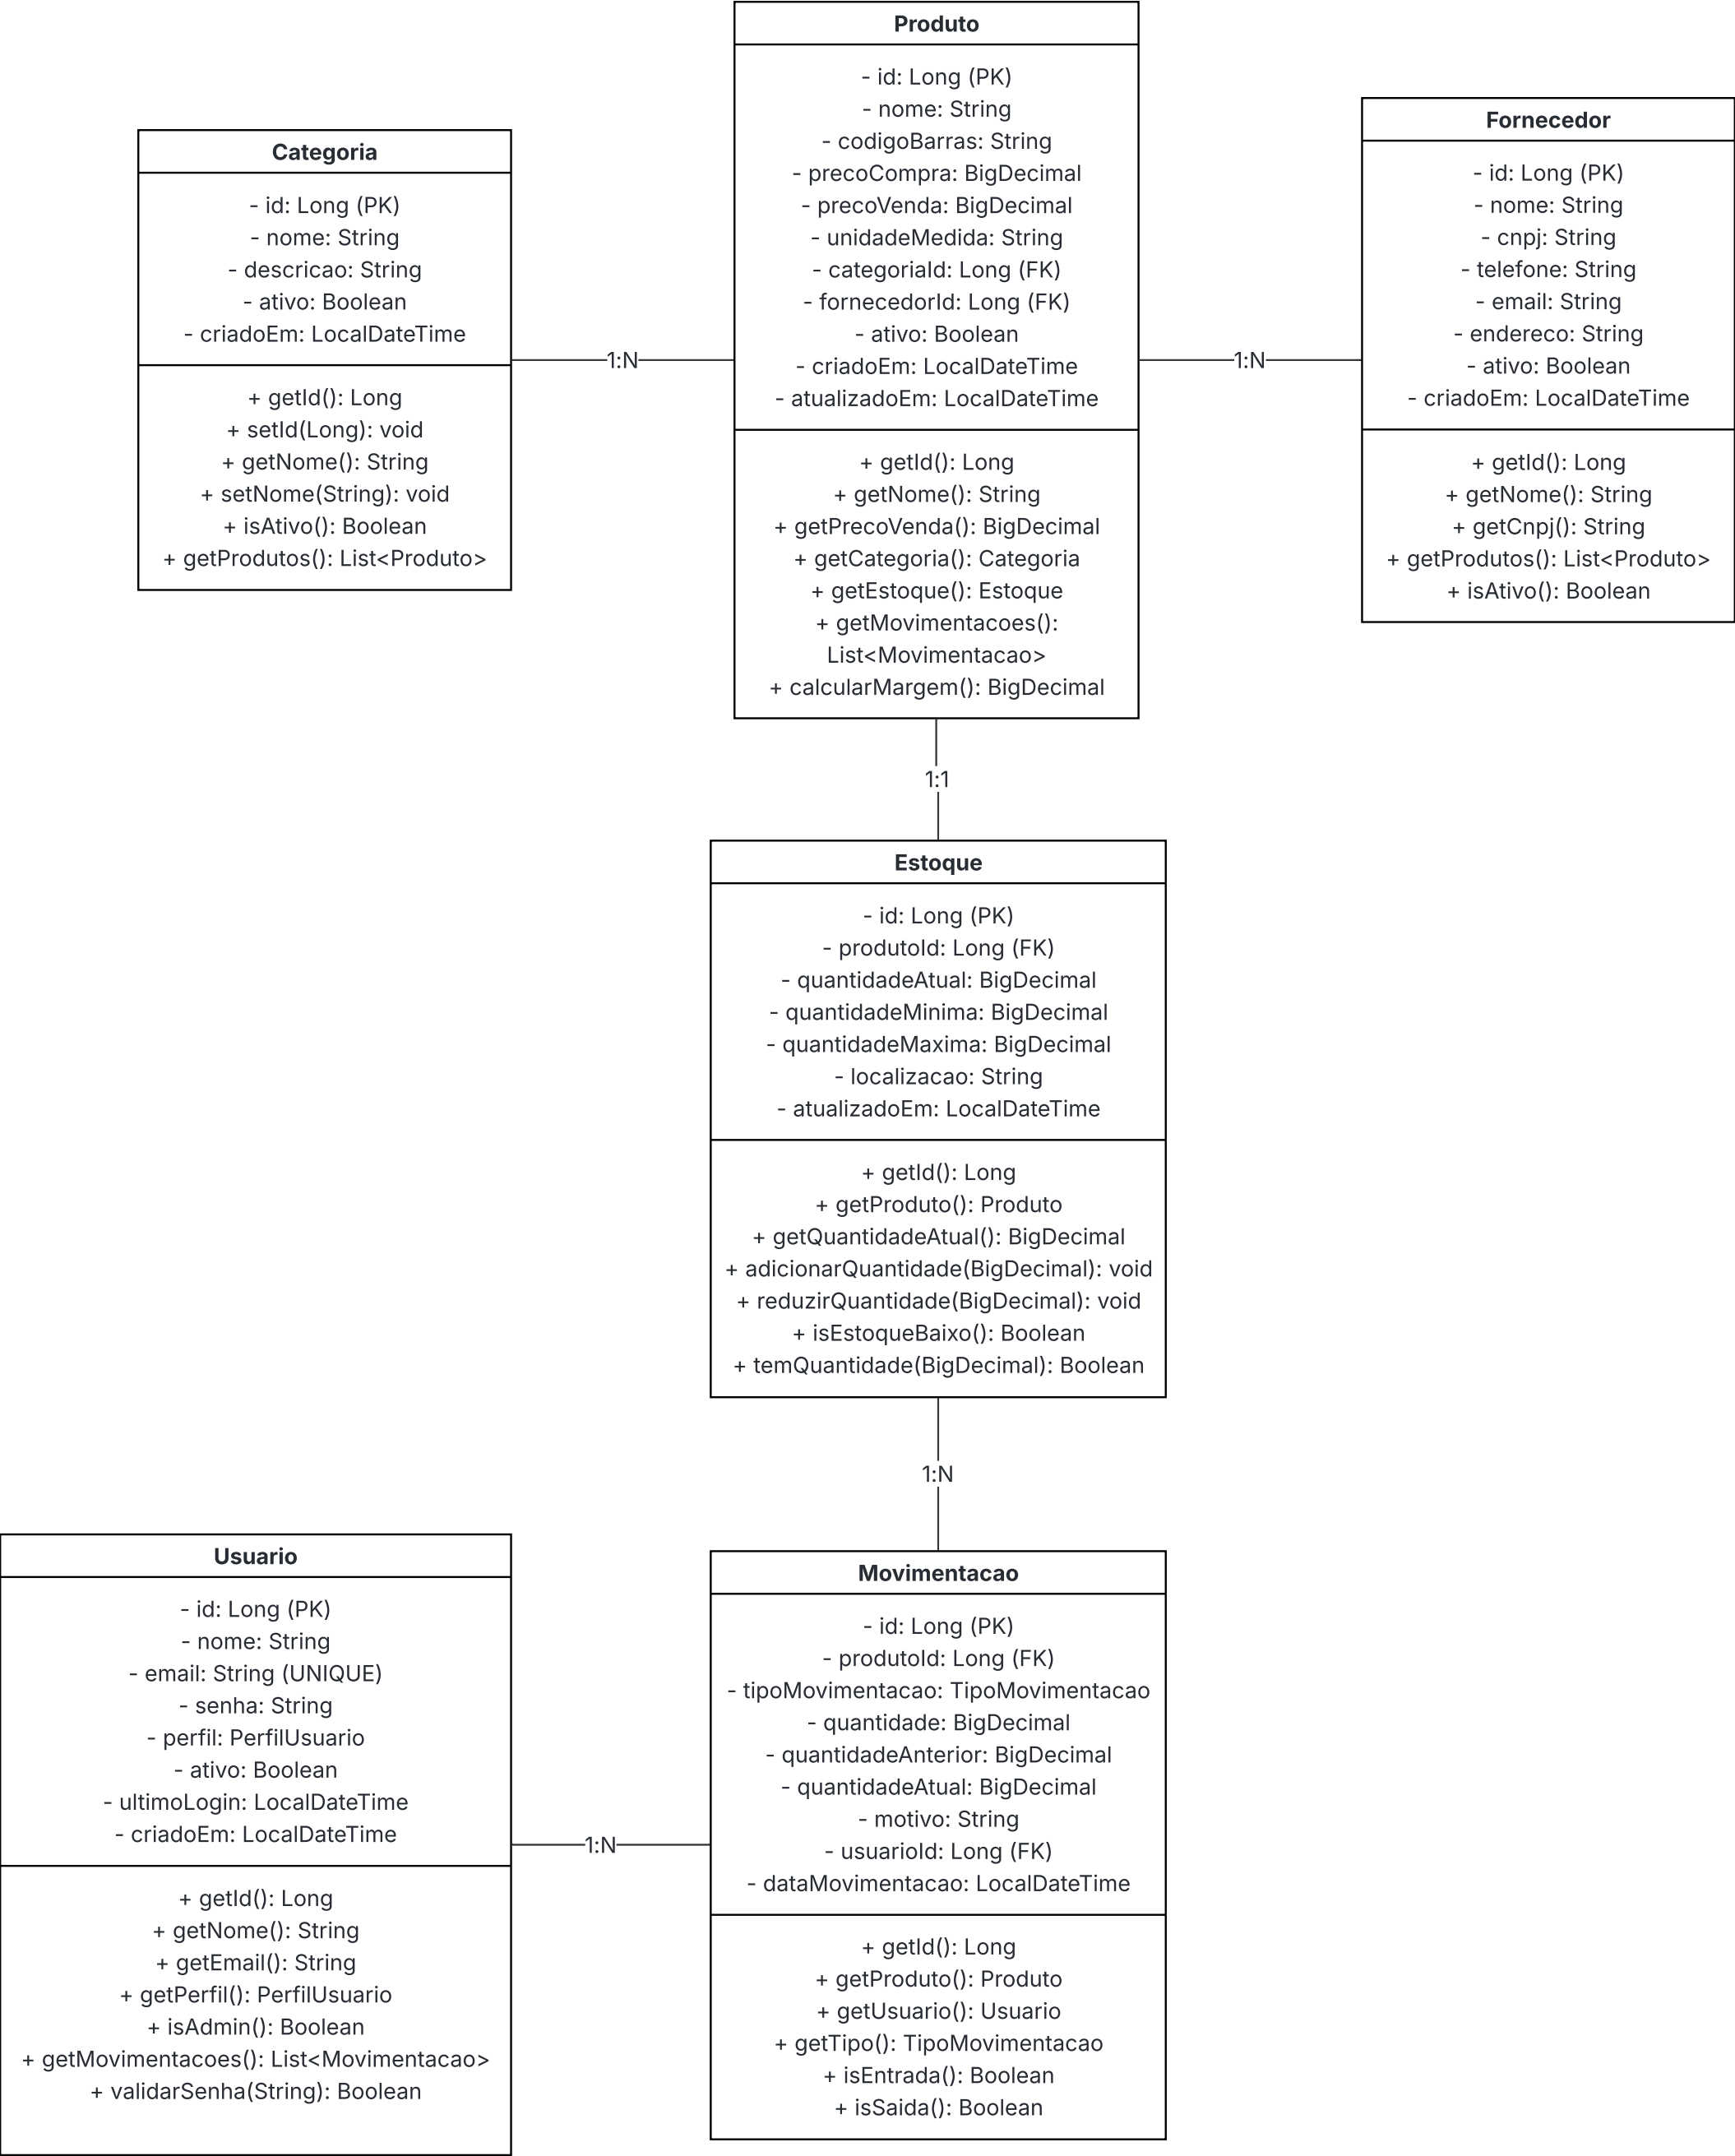 Produto
- id: Long (PK)
- nome: String
- codigoBarras: String
- precoCompra: BigDecimal
- precoVenda: BigDecimal
- unidadeMedida: String
- categoriaId: Long (FK)
- fornecedorId: Long (FK)
- ativo: Boolean
- criadoEm: LocalDateTime
- atualizadoEm: LocalDateTime
+ getId(): Long
+ getNome(): String
+ getPrecoVenda(): BigDecimal
+ getCategoria(): Categoria
+ getEstoque(): Estoque
+ getMovimentacoes():
List<Movimentacao>
+ calcularMargem(): BigDecimal
Categoria
- id: Long (PK)
- nome: String
- descricao: String
- ativo: Boolean
- criadoEm: LocalDateTime
+ getId(): Long
+ setId(Long): void
+ getNome(): String
+ setNome(String): void
+ isAtivo(): Boolean
+ getProdutos(): List<Produto>
1:N
1:N
Fornecedor
- id: Long (PK)
- nome: String
- cnpj: String
- telefone: String
- email: String
- endereco: String
- ativo: Boolean
- criadoEm: LocalDateTime
+ getId(): Long
+ getNome(): String
+ getCnpj(): String
+ getProdutos(): List<Produto>
+ isAtivo(): Boolean
1:1
Estoque
- id: Long (PK)
- produtoId: Long (FK)
- quantidadeAtual: BigDecimal
- quantidadeMinima: BigDecimal
- quantidadeMaxima: BigDecimal
- localizacao: String
- atualizadoEm: LocalDateTime
+ getId(): Long
+ getProduto(): Produto
+ getQuantidadeAtual(): BigDecimal
+ adicionarQuantidade(BigDecimal): void
+ reduzirQuantidade(BigDecimal): void
+ isEstoqueBaixo(): Boolean
+ temQuantidade(BigDecimal): Boolean
1:N
Usuario
- id: Long (PK)
- nome: String
- email: String (UNIQUE)
- senha: String
- perfil: PerfilUsuario
- ativo: Boolean
- ultimoLogin: LocalDateTime
- criadoEm: LocalDateTime
+ getId(): Long
+ getNome(): String
+ getEmail(): String
+ getPerfil(): PerfilUsuario
+ isAdmin(): Boolean
+ getMovimentacoes(): List<Movimentacao>
+ validarSenha(String): Boolean
1:N
Movimentacao
- id: Long (PK)
- produtoId: Long (FK)
- tipoMovimentacao: TipoMovimentacao
- quantidade: BigDecimal
- quantidadeAnterior: BigDecimal
- quantidadeAtual: BigDecimal
- motivo: String
- usuarioId: Long (FK)
- dataMovimentacao: LocalDateTime
+ getId(): Long
+ getProduto(): Produto
+ getUsuario(): Usuario
+ getTipo(): TipoMovimentacao
+ isEntrada(): Boolean
+ isSaida(): Boolean